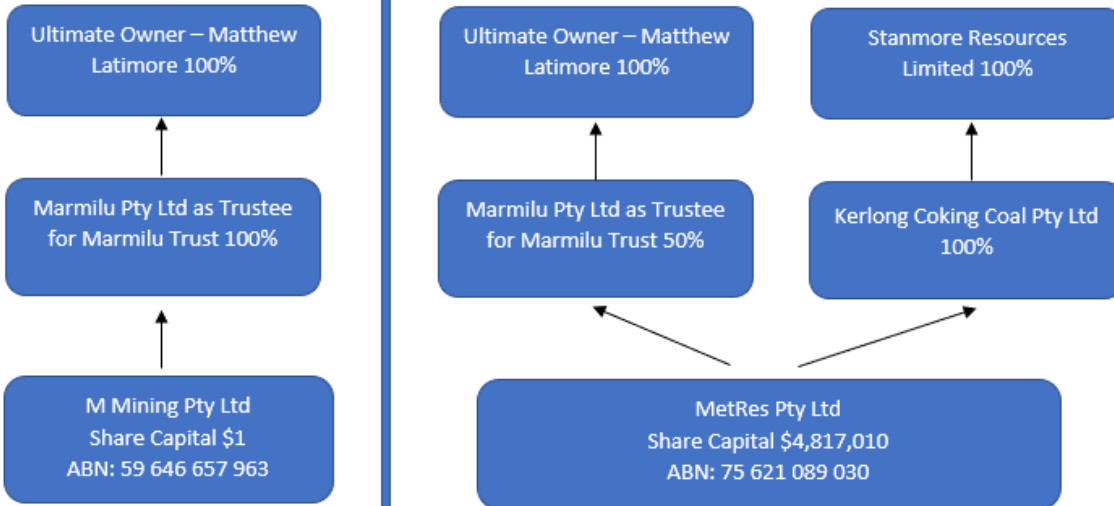 Ultimate Owner – Matthew
Latimore 100%
Marmilu Pty Ltd as Trustee
for Marmilu Trust 100%
M Mining Pty Ltd
Share Capital $1
ABN: 59 646 657 963
Ultimate Owner – Matthew
Latimore 100%
Stanmore Resources
Limited 100%
Marmilu Pty Ltd as Trustee
for Marmilu Trust 50%
Kerlong Coking Coal Pty Ltd
100%
MetRes Pty Ltd
Share Capital $4,817,010
ABN: 75 621 089 030